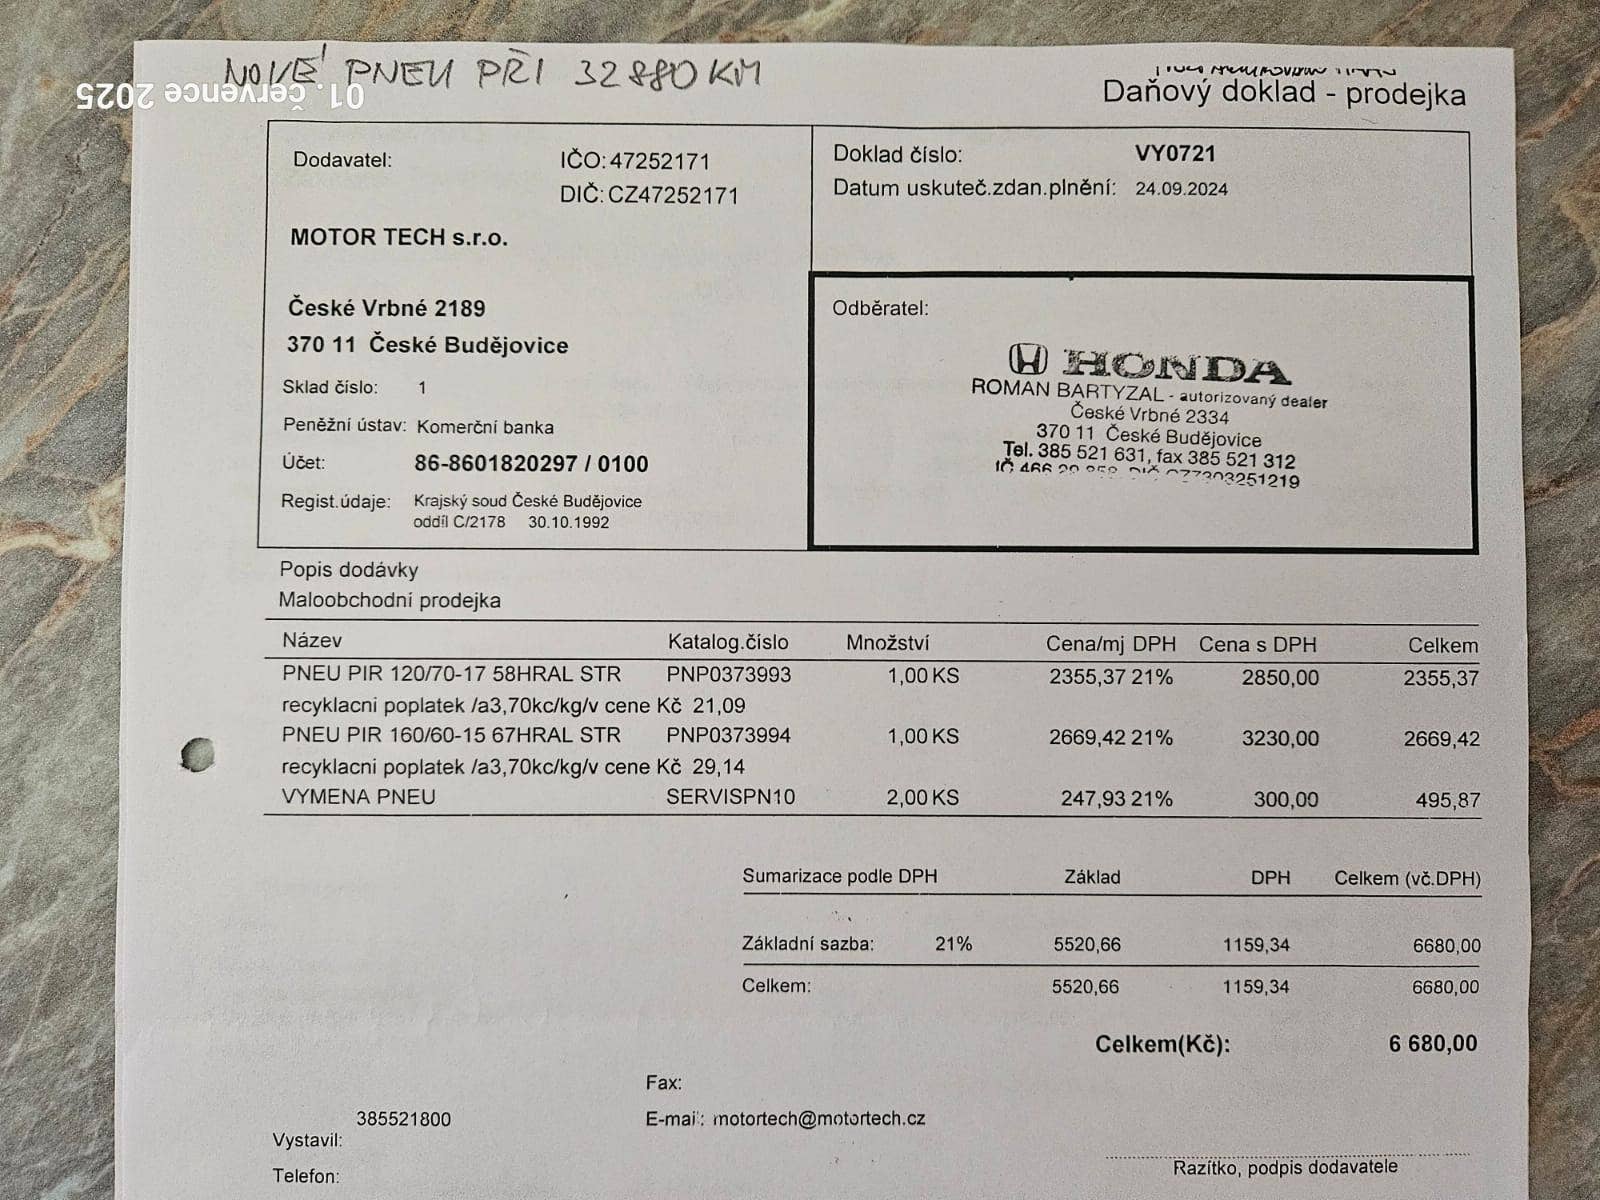 NOVÉ PNEU PŘI 32 880 KM
01. července 2025
Daňový doklad - prodejka
Dodavatel: IČO: 47252171
DIČ: CZ47252171
MOTOR TECH s.r.o.
České Vrbné 2189
370 11 České Budějovice
Sklad číslo: 1
Peněžní ústav: Komerční banka
Účet: 86-8601820297 / 0100
Regist.údaje: Krajský soud České Budějovice
oddíl C/2178 30.10.1992
Doklad číslo: VY0721
Datum uskuteč.zdan.plnění: 24.09.2024
Odběratel:
HONDA
ROMAN BARTYZAL - autorizovaný dealer
České Vrbné 2334
370 11 České Budějovice
Tel. 385 521 631, fax 385 521 312
IČ 466
Popis dodávky
Maloobchodní prodejka
Název Katalog.číslo Množství Cena/mj DPH Cena s DPH Celkem
PNEU PIR 120/70-17 58HRAL STR PNP0373993 1,00 KS 2355,37 21% 2850,00 2355,37
recyklacni poplatek /a3,70kc/kg/v cene Kč 21,09
PNEU PIR 160/60-15 67HRAL STR PNP0373994 1,00 KS 2669,42 21% 3230,00 2669,42
recyklacni poplatek /a3,70kc/kg/v cene Kč 29,14
VYMENA PNEU SERVISPN10 2,00 KS 247,93 21% 300,00 495,87
Sumarizace podle DPH Základ DPH Celkem (vč.DPH)
Základní sazba: 21% 5520,66 1159,34 6680,00
Celkem: 5520,66 1159,34 6680,00
Celkem(Kč): 6 680,00
Fax:
385521800 E-mail: motortech@motortech.cz
Vystavil:
Telefon:
Razítko, podpis dodavatele